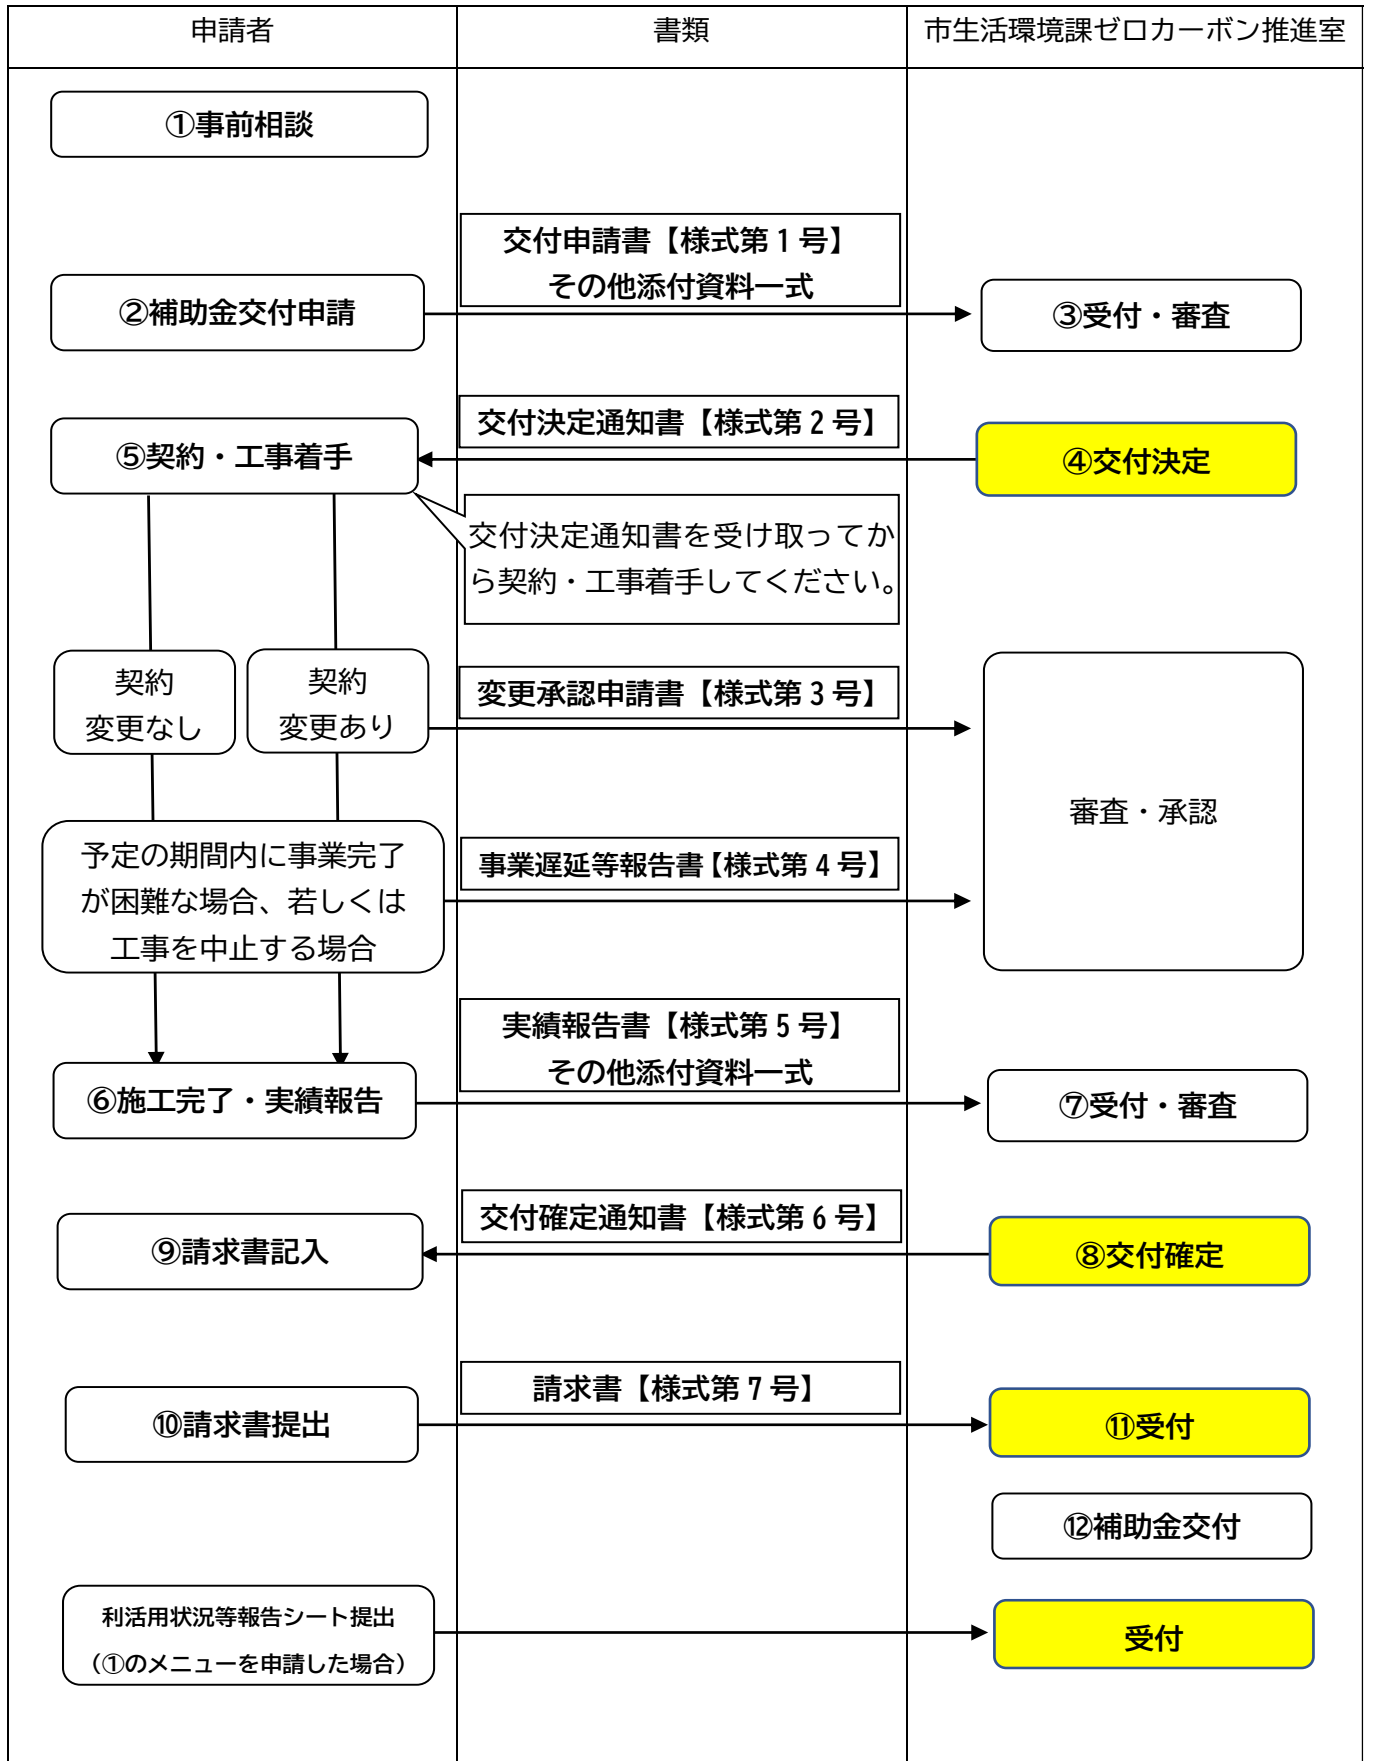 申請者
書類
市生活環境課ゼロカーボン推進室
①事前相談
交付申請書【様式第１号】
その他添付資料一式
②補助金交付申請
③受付・審査
交付決定通知書【様式第２号】
⑤契約・工事着手
④交付決定
交付決定通知書を受け取ってか
ら契約・工事着手してください。
契約
変更なし
契約
変更あり
変更承認申請書【様式第３号】
審査・承認
予定の期間内に事業完了
が困難な場合、若しくは
工事を中止する場合
事業遅延等報告書【様式第４号】
実績報告書【様式第５号】
その他添付資料一式
⑥施工完了・実績報告
⑦受付・審査
交付確定通知書【様式第６号】
⑨請求書記入
⑧交付確定
請求書【様式第７号】
⑩請求書提出
⑪受付
⑫補助金交付
利活用状況等報告シート提出
（①のメニューを申請した場合）
受付